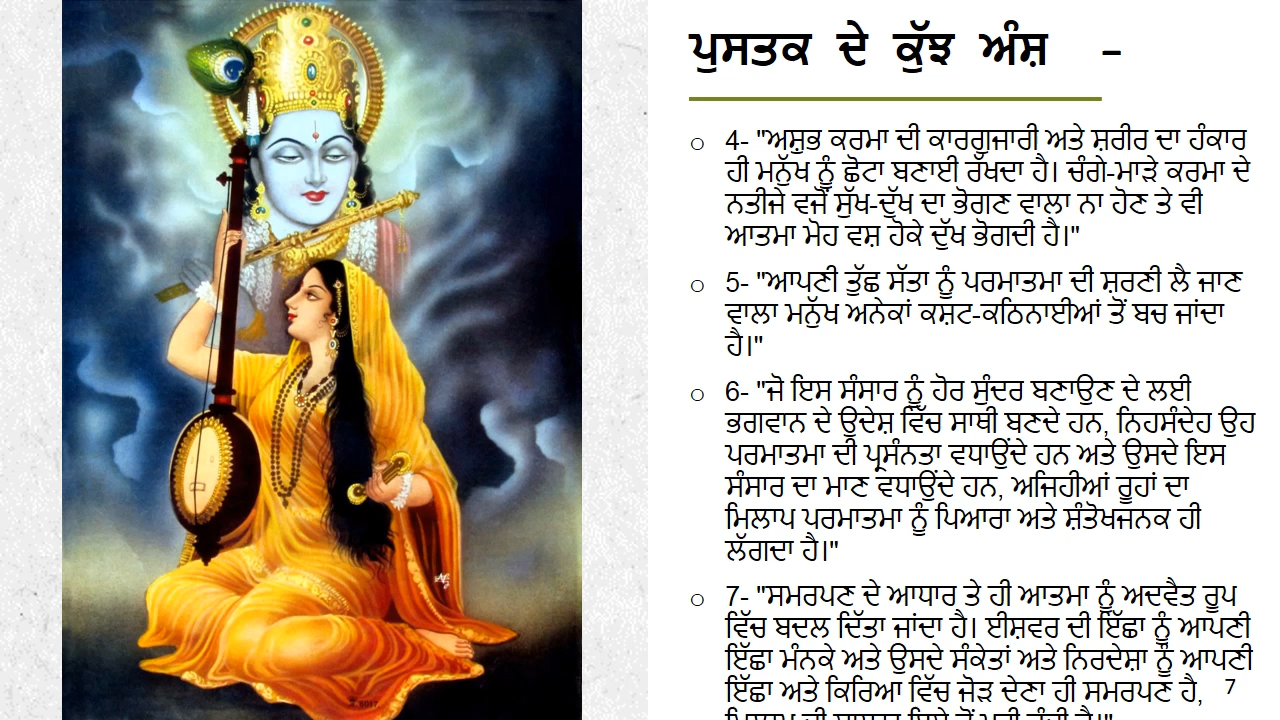 ਪੁਸਤਕ ਦੇ ਕੁੱਝ ਅੰਸ਼ –
4- "ਅਸ਼ੁਭ ਕਰਮਾ ਦੀ ਕਾਰਗੁਜਾਰੀ ਅਤੇ ਸ਼ਰੀਰ ਦਾ ਹੰਕਾਰ
ਹੀ ਮਨੁੱਖ ਨੂੰ ਛੋਟਾ ਬਣਾਈ ਰੱਖਦਾ ਹੈ। ਚੰਗੇ-ਮਾੜੇ ਕਰਮਾ ਦੇ
ਨਤੀਜੇ ਵਜੋਂ ਸੁੱਖ-ਦੁੱਖ ਦਾ ਭੋਗਣ ਵਾਲਾ ਨਾ ਹੋਣ ਤੇ ਵੀ
ਆਤਮਾ ਮੋਹ ਵਸ਼ ਹੋਕੇ ਦੁੱਖ ਭੋਗਦੀ ਹੈ।"
5- "ਆਪਣੀ ਤੁੱਛ ਸੱਤਾ ਨੂੰ ਪਰਮਾਤਮਾ ਦੀ ਸ਼ਰਣੀ ਲੈ ਜਾਣ
ਵਾਲਾ ਮਨੁੱਖ ਅਨੇਕਾਂ ਕਸ਼ਟ-ਕਠਿਨਾਈਆਂ ਤੋਂ ਬਚ ਜਾਂਦਾ
ਹੈ।"
6- "ਜੋ ਇਸ ਸੰਸਾਰ ਨੂੰ ਹੋਰ ਸੁੰਦਰ ਬਣਾਉਣ ਦੇ ਲਈ
ਭਗਵਾਨ ਦੇ ਉਦੇਸ਼ ਵਿੱਚ ਸਾਥੀ ਬਣਦੇ ਹਨ, ਨਿਹਸੰਦੇਹ ਉਹ
ਪਰਮਾਤਮਾ ਦੀ ਪ੍ਰਸੰਨਤਾ ਵਧਾਉਂਦੇ ਹਨ ਅਤੇ ਉਸਦੇ ਇਸ
ਸੰਸਾਰ ਦਾ ਮਾਣ ਵਧਾਉਂਦੇ ਹਨ, ਅਜਿਹੀਆਂ ਰੂਹਾਂ ਦਾ
ਮਿਲਾਪ ਪਰਮਾਤਮਾ ਨੂੰ ਪਿਆਰਾ ਅਤੇ ਸ਼ੰਤੋਖਜਨਕ ਹੀ
ਲੱਗਦਾ ਹੈ।"
7- "ਸਮਰਪਣ ਦੇ ਆਧਾਰ ਤੇ ਹੀ ਆਤਮਾ ਨੂੰ ਅਦਵੈਤ ਰੂਪ
ਵਿੱਚ ਬਦਲ ਦਿੱਤਾ ਜਾਂਦਾ ਹੈ। ਈਸ਼ਵਰ ਦੀ ਇੱਛਾ ਨੂੰ ਆਪਣੀ
ਇੱਛਾ ਮੰਨਕੇ ਅਤੇ ਉਸਦੇ ਸੰਕੇਤਾਂ ਅਤੇ ਨਿਰਦੇਸ਼ਾ ਨੂੰ ਆਪਣੀ
ਇੱਛਾ ਅਤੇ ਕਿਰਿਆ ਵਿੱਚ ਜੋੜ ਦੇਣਾ ਹੀ ਸਮਰਪਣ ਹੈ, 7